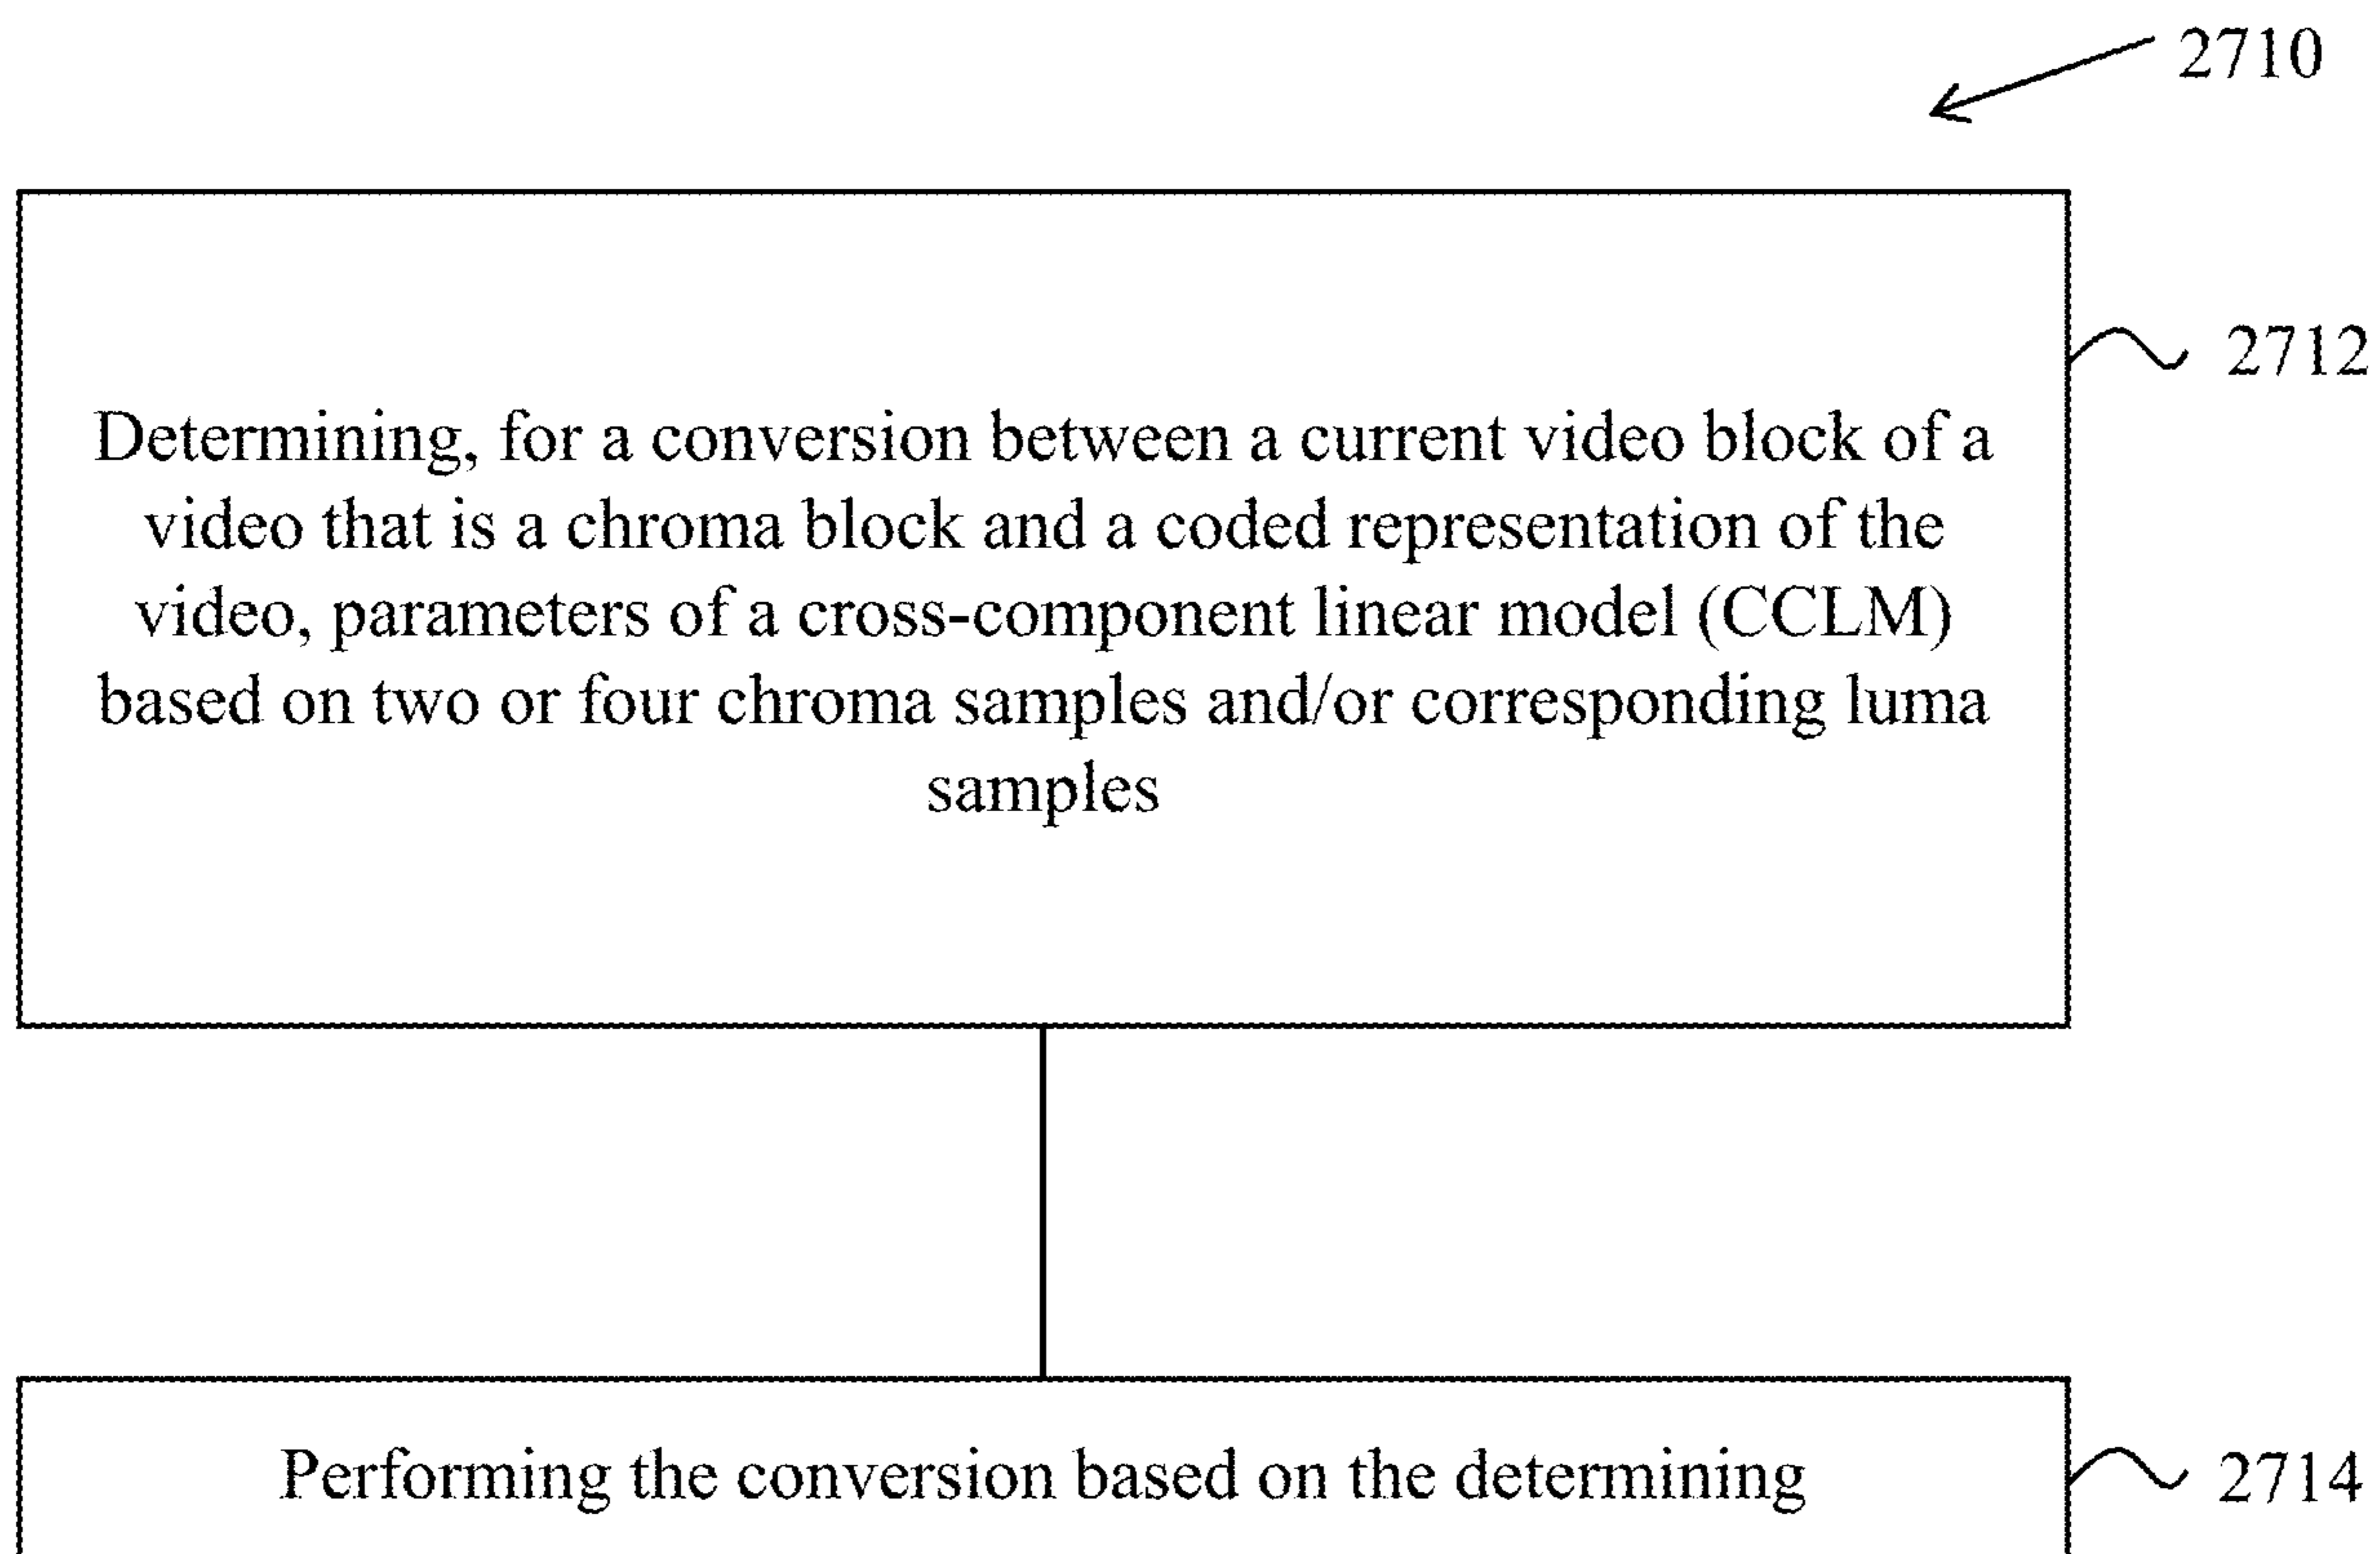 2710
2712
Determining, for a conversion between a current video block of a
video that is a chroma block and a coded representation of the
video, parameters of a cross-component linear model (CCLM)
based on two or four chroma samples and/or corresponding luma
samples
Performing the conversion based on the determining
2714